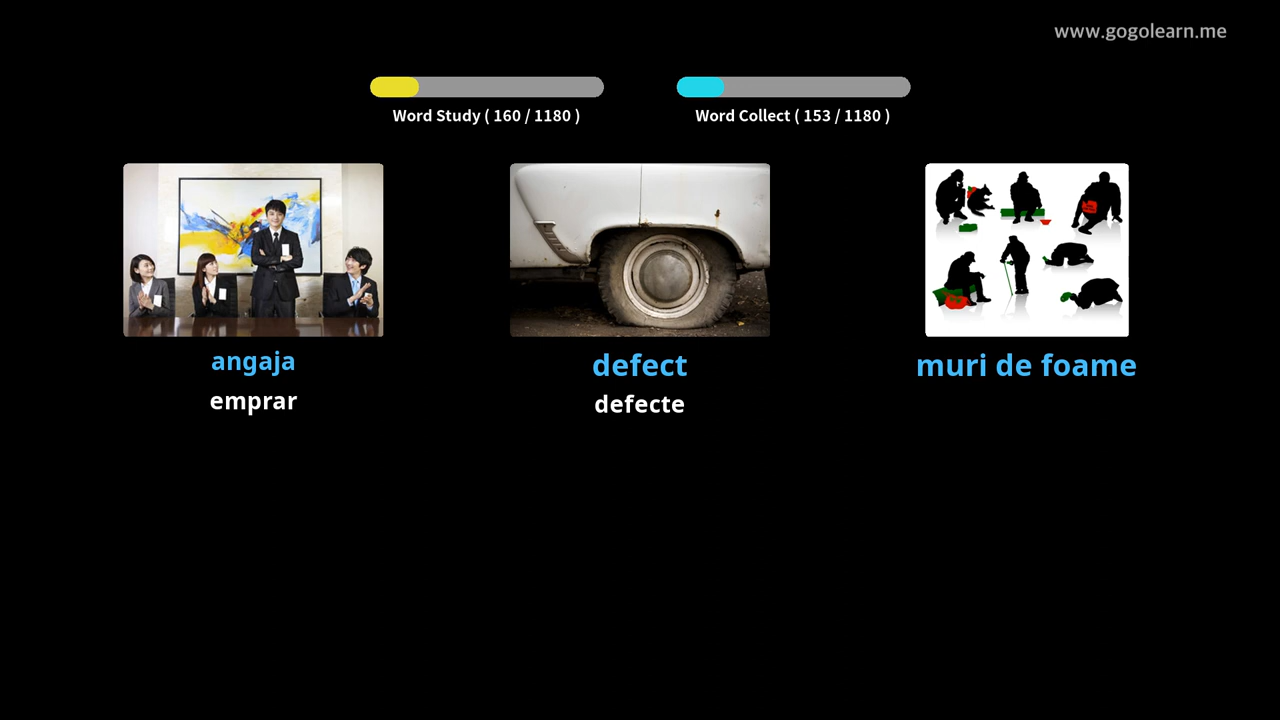 www.gogolearn.me
Word Study ( 160 / 1180 )
Word Collect ( 153 / 1180 )
angaja
defect
muri de foame
emprar
defecte